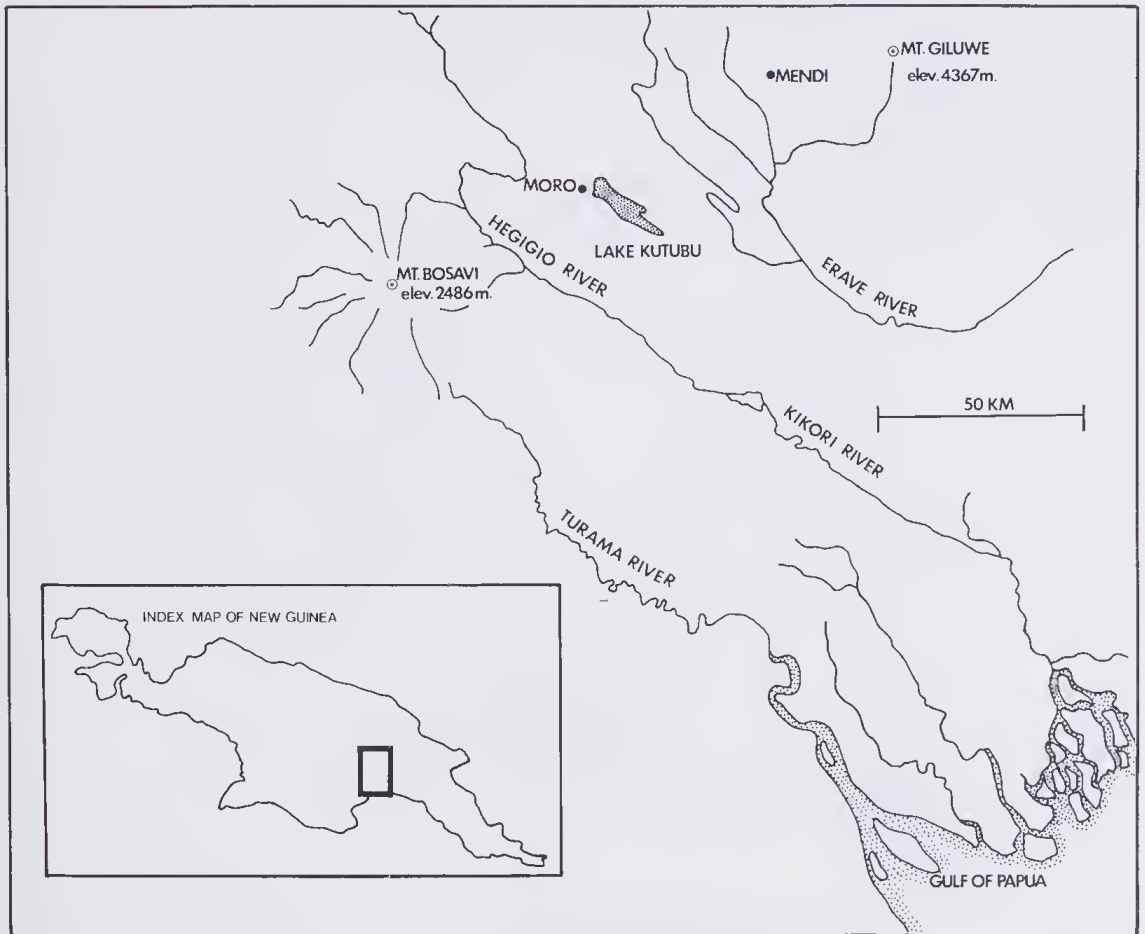 MT. GILUWE
elev. 4367m.
MENDI
MORO
LAKE KUTUBU
HEGIGIO RIVER
MT. BOSAVI
elev. 2486m.
ERAVE RIVER
50 KM
KIKORI RIVER
TURAMA RIVER
INDEX MAP OF NEW GUINEA
GULF OF PAPUA